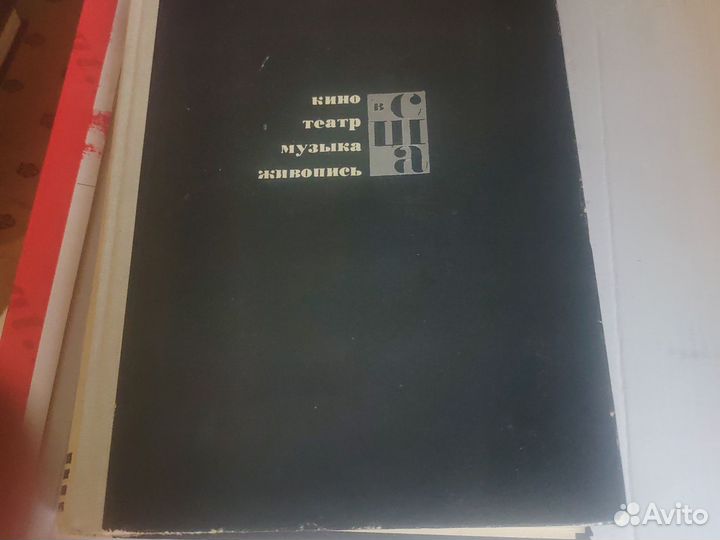 кино
театр
музыка
живопись
в США
Avito